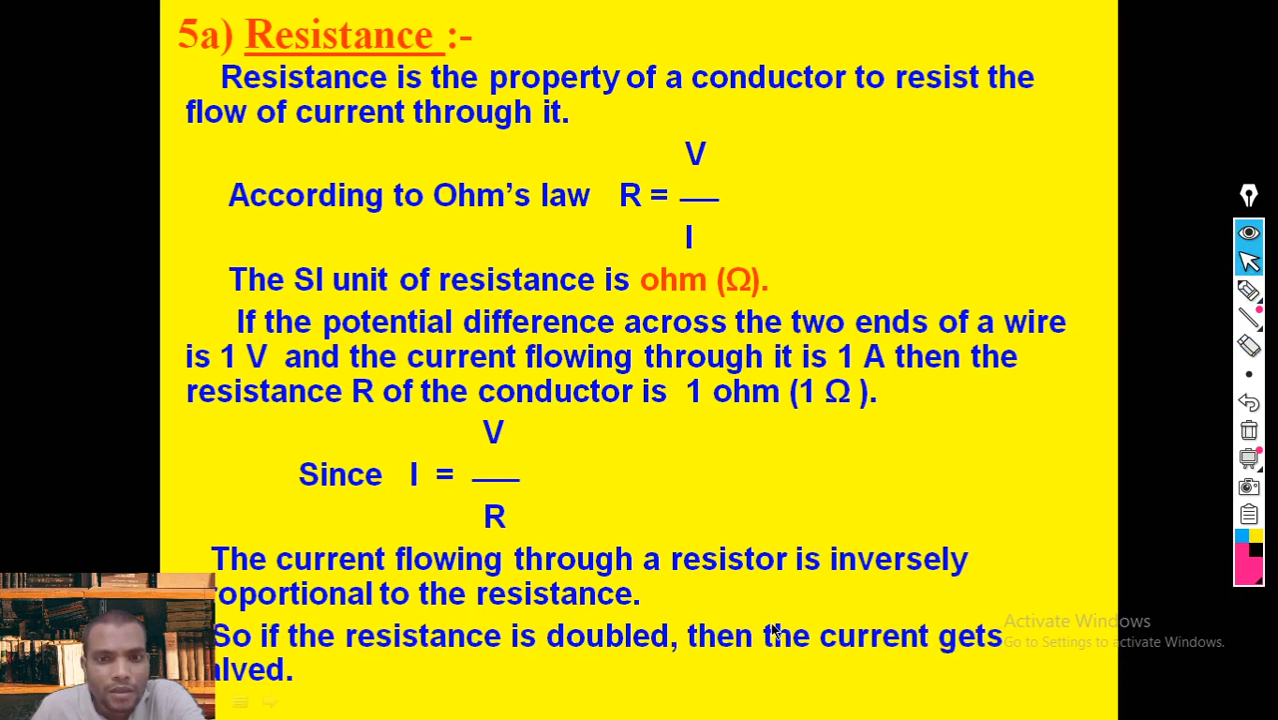 5a) Resistance :-
Resistance is the property of a conductor to resist the
flow of current through it.
V
According to Ohm’s law R =
I
The SI unit of resistance is ohm (Ω).
If the potential difference across the two ends of a wire
is 1 V and the current flowing through it is 1 A then the
resistance R of the conductor is 1 ohm (1 Ω ).
V
Since I =
R
The current flowing through a resistor is inversely
roportional to the resistance.
So if the resistance is doubled, then the current gets
alved.
Activate Windows
Go to Settings to activate Windows.